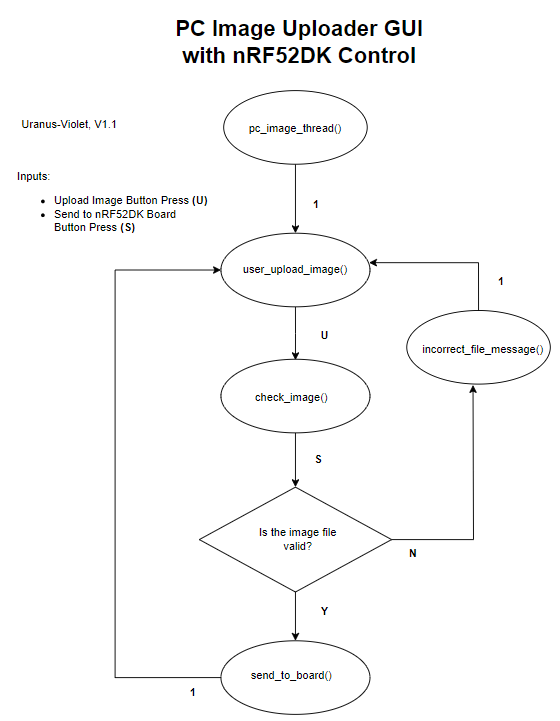 PC Image Uploader GUI
with nRF52DK Control
Uranus-Violet, V1.1
pc_image_thread()
Inputs:
• Upload Image Button Press (U)
• Send to nRF52DK Board
Button Press (S)
1
user_upload_image()
1
U
incorrect_file_message()
check_image()
S
Is the image file
valid?
N
Y
send_to_board()
1